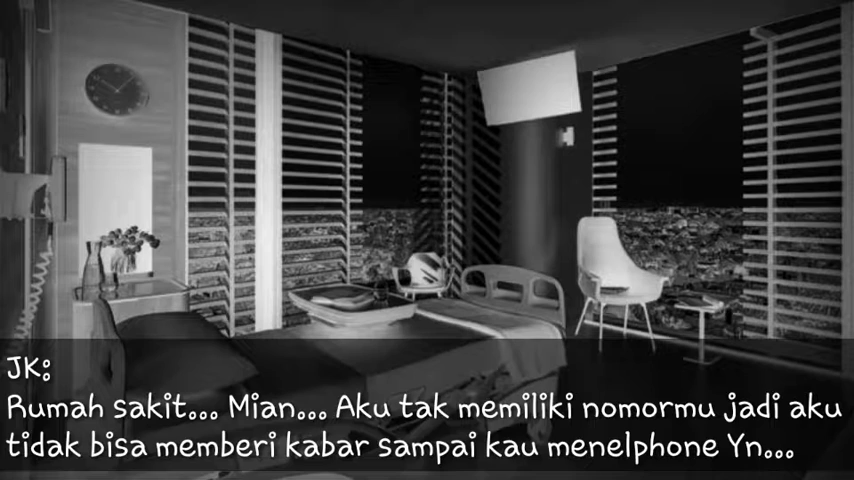 JK:
Rumah sakit... Mian... Aku tak memiliki nomormu jadi aku
tidak bisa memberi kabar sampai kau menelphone Yn...